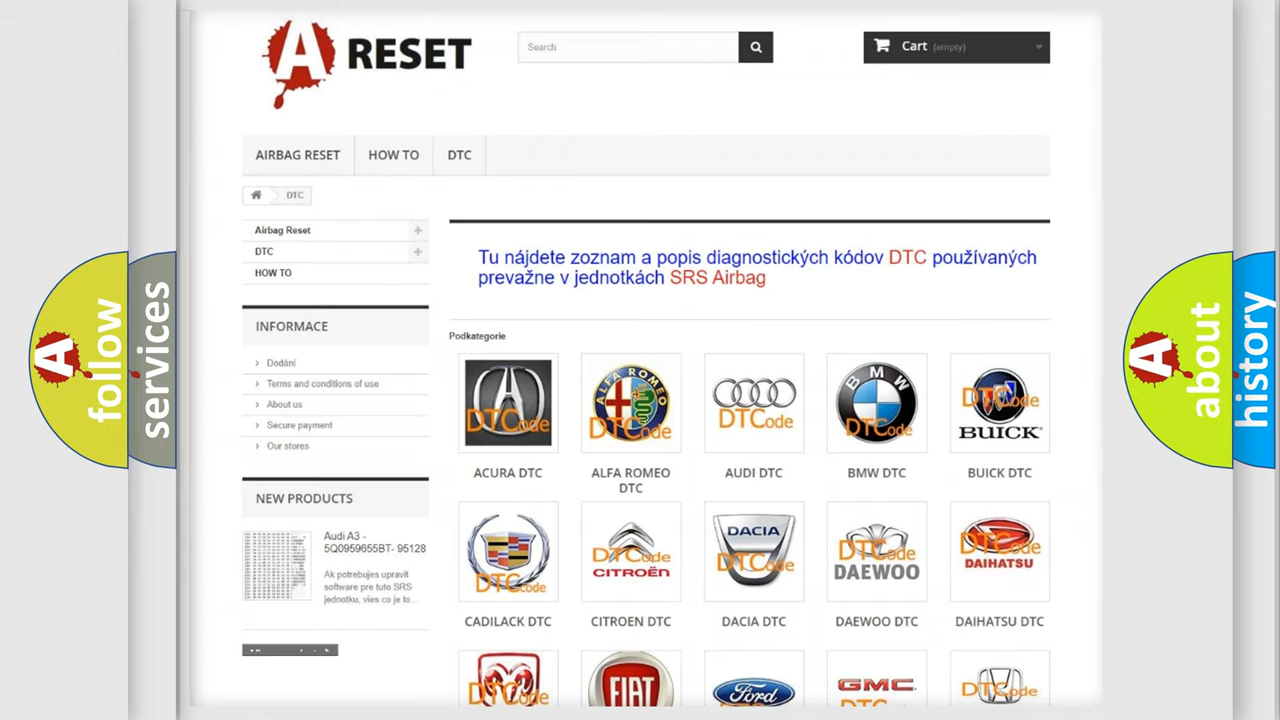 A RESET
Search
Cart (empty)
AIRBAG RESET
HOW TO
DTC
DTC
Airbag Reset
DTC
HOW TO
Tu nájdete zoznam a popis diagnostických kódov DTC používaných
prevažne v jednotkách SRS Airbag
INFORMACE
Dodání
Terms and conditions of use
About us
Secure payment
Our stores
Podkategorie
DTCode
ALFA ROMEO
DTCode
DTCode
BMW
DTCode
DTCode
BUICK
ACURA DTC
ALFA ROMEO
DTC
AUDI DTC
BMW DTC
BUICK DTC
NEW PRODUCTS
Audi A3 -
5Q0959655BT- 95128
Ak potrebujes upravit
software pre tuto SRS
jednotku, vies co je to...
DTCode
DTCode
CITROËN
DACIA
DTCode
DTCode
DAEWOO
DTCode
DAIHATSU
CADILACK DTC
CITROEN DTC
DACIA DTC
DAEWOO DTC
DAIHATSU DTC
DTCode
FIAT
Ford
GMC
DTCode
A follow
services
A about
history